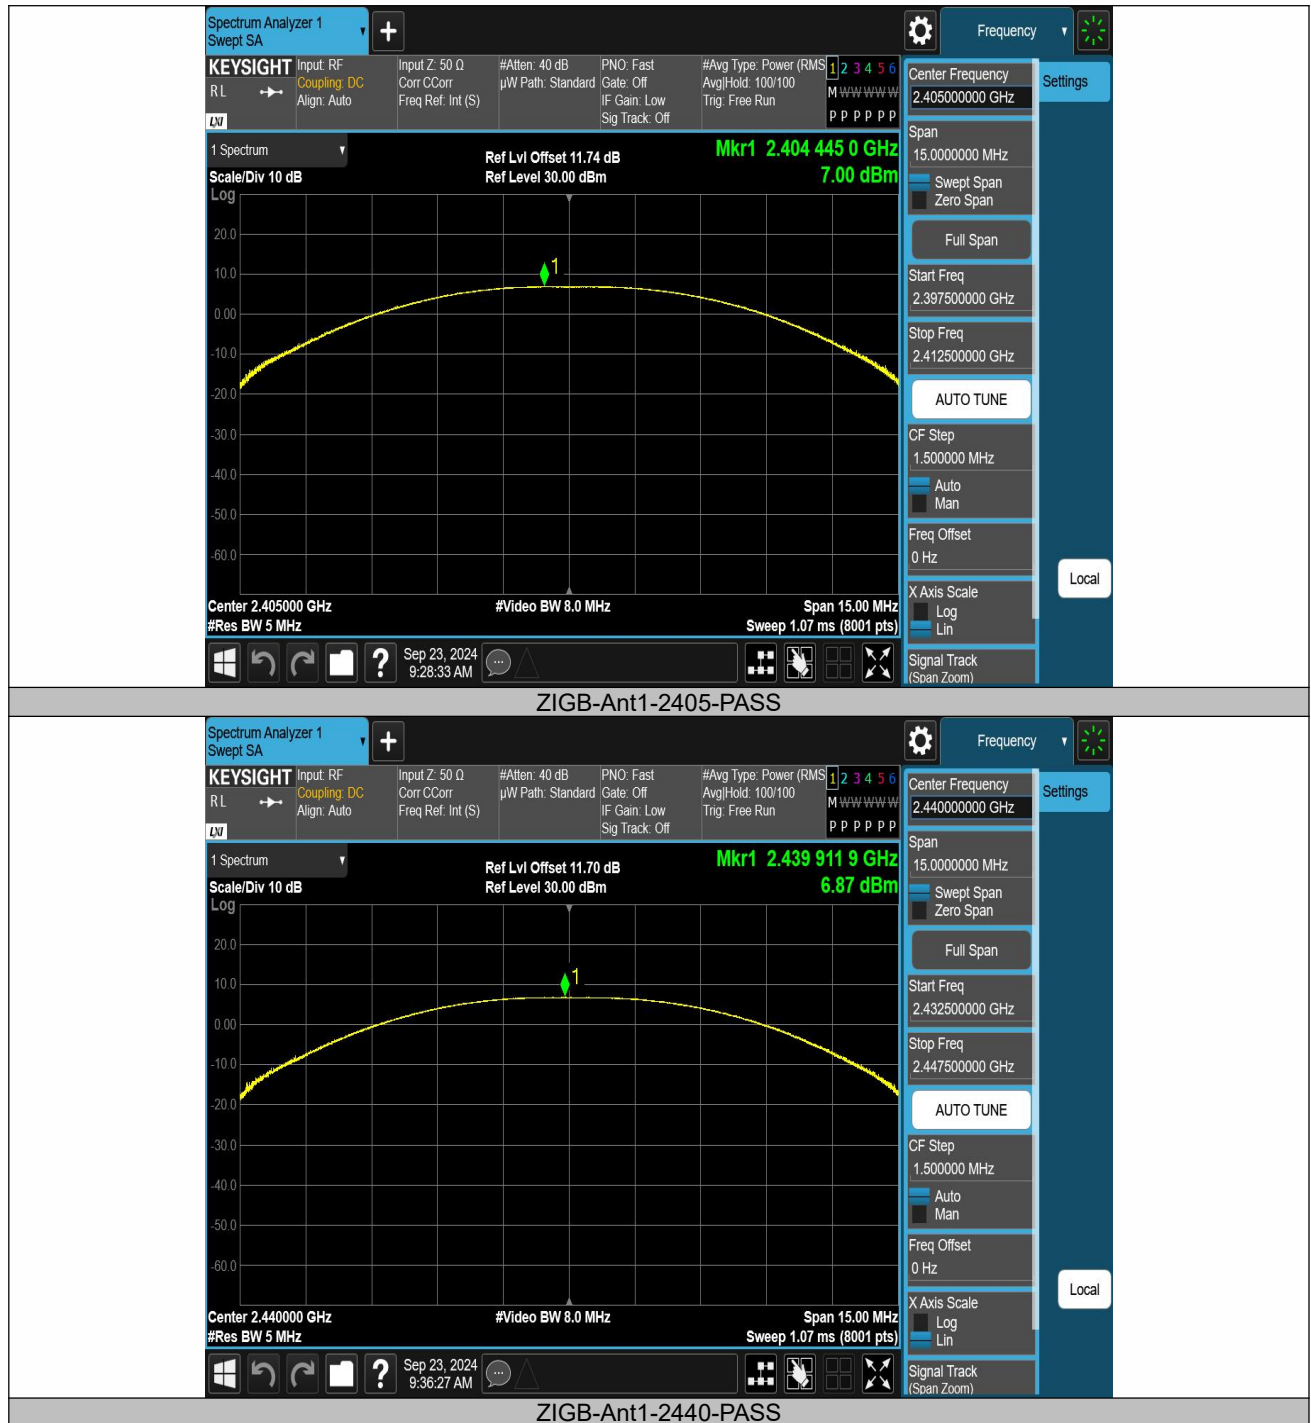 Spectrum Analyzer 1
Swept SA
Frequency
KEYSIGHT
RL
LXI
Input: RF
Coupling: DC
Align: Auto
Input Z: 50 Ω
Corr CCorr
Freq Ref: Int (S)
#Atten: 40 dB
µW Path: Standard
PNO: Fast
Gate: Off
IF Gain: Low
Sig Track: Off
#Avg Type: Power (RMS
Avg|Hold: 100/100
Trig: Free Run
1 2 3 4 5 6
M W W W W W
P P P P P P
1 Spectrum
Scale/Div 10 dB
Ref Lvl Offset 11.74 dB
Ref Level 30.00 dBm
Mkr1 2.404 445 0 GHz
7.00 dBm
Log
20.0
10.0
0.00
-10.0
-20.0
-30.0
-40.0
-50.0
-60.0
1
Center 2.405000 GHz
#Res BW 5 MHz
#Video BW 8.0 MHz
Span 15.00 MHz
Sweep 1.07 ms (8001 pts)
Sep 23, 2024
9:28:33 AM
Center Frequency
2.405000000 GHz
Span
15.0000000 MHz
Swept Span
Zero Span
Full Span
Start Freq
2.397500000 GHz
Stop Freq
2.412500000 GHz
AUTO TUNE
CF Step
1.500000 MHz
Auto
Man
Freq Offset
0 Hz
X Axis Scale
Log
Lin
Signal Track
(Span Zoom)
Settings
Local
ZIGB-Ant1-2405-PASS
Spectrum Analyzer 1
Swept SA
Frequency
KEYSIGHT
RL
LXI
Input: RF
Coupling: DC
Align: Auto
Input Z: 50 Ω
Corr CCorr
Freq Ref: Int (S)
#Atten: 40 dB
µW Path: Standard
PNO: Fast
Gate: Off
IF Gain: Low
Sig Track: Off
#Avg Type: Power (RMS
Avg|Hold: 100/100
Trig: Free Run
1 2 3 4 5 6
M W W W W W
P P P P P P
1 Spectrum
Scale/Div 10 dB
Ref Lvl Offset 11.70 dB
Ref Level 30.00 dBm
Mkr1 2.439 911 9 GHz
6.87 dBm
Log
20.0
10.0
0.00
-10.0
-20.0
-30.0
-40.0
-50.0
-60.0
1
Center 2.440000 GHz
#Res BW 5 MHz
#Video BW 8.0 MHz
Span 15.00 MHz
Sweep 1.07 ms (8001 pts)
Sep 23, 2024
9:36:27 AM
Center Frequency
2.440000000 GHz
Span
15.0000000 MHz
Swept Span
Zero Span
Full Span
Start Freq
2.432500000 GHz
Stop Freq
2.447500000 GHz
AUTO TUNE
CF Step
1.500000 MHz
Auto
Man
Freq Offset
0 Hz
X Axis Scale
Log
Lin
Signal Track
(Span Zoom)
Settings
Local
ZIGB-Ant1-2440-PASS